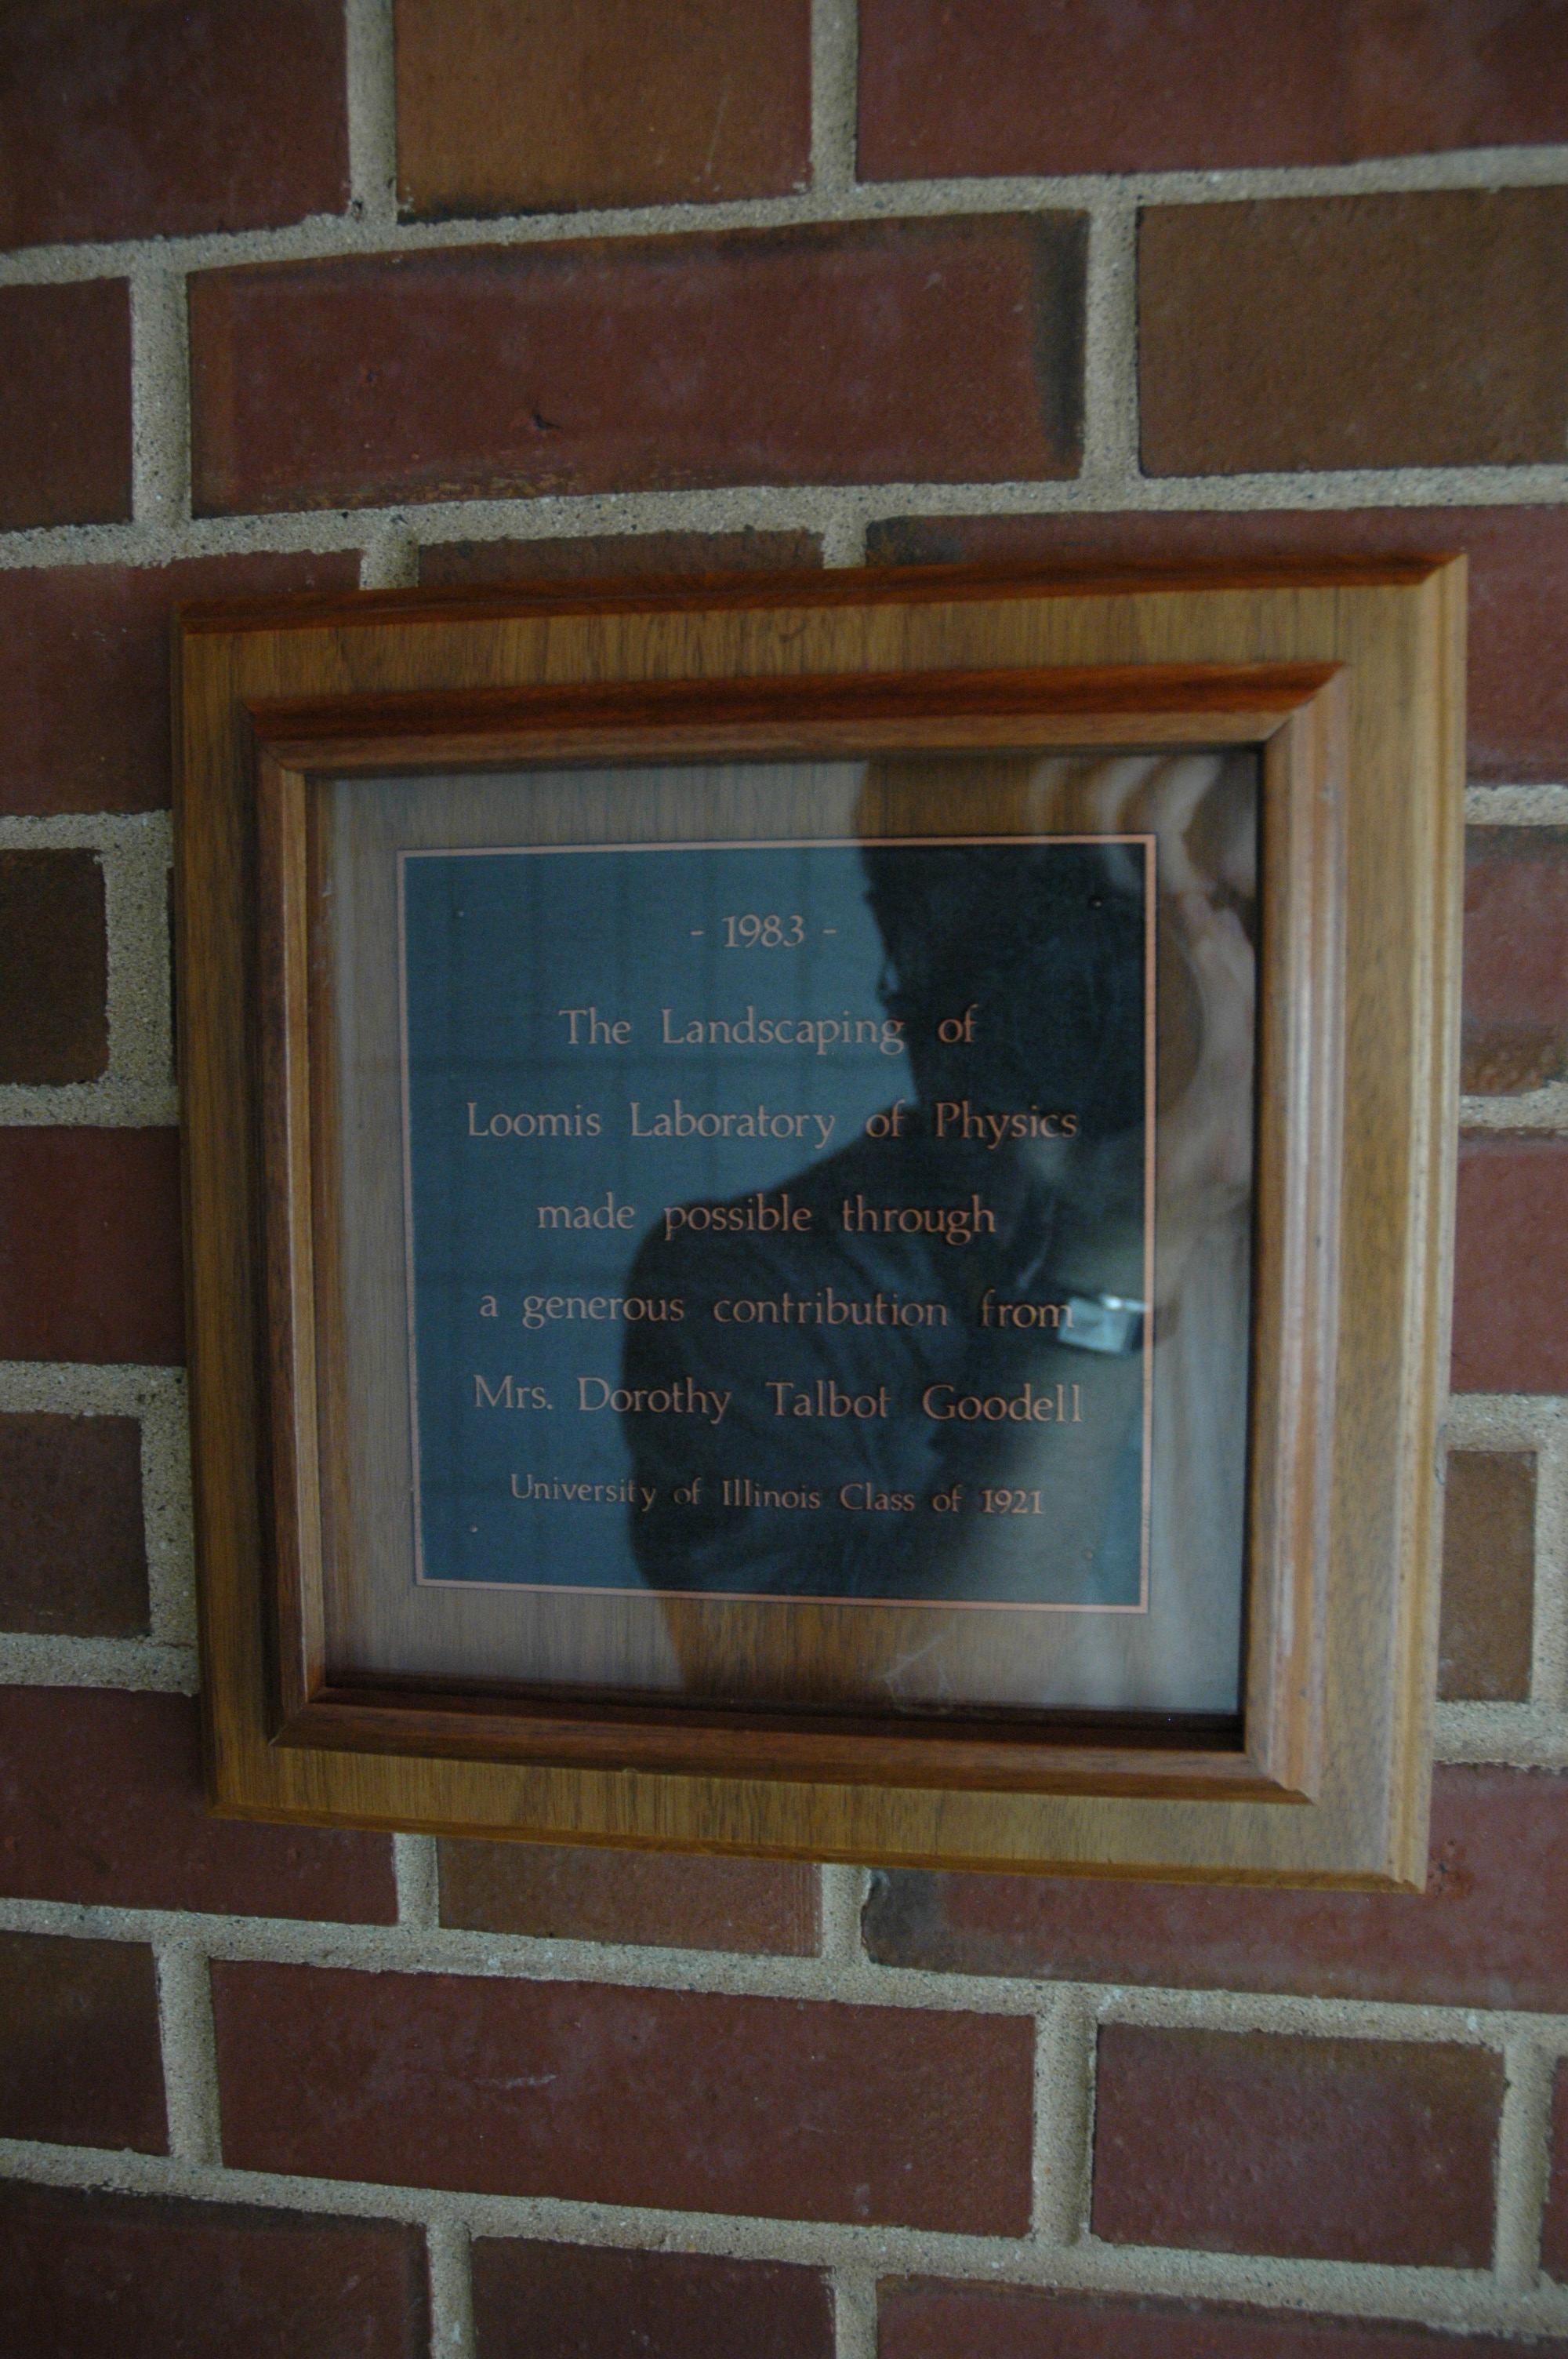 - 1983 -
The Landscaping of
Loomis Laboratory of Physics
made possible through
a generous contribution from
Mrs. Dorothy Talbot Goodell
University of Illinois Class of 1921